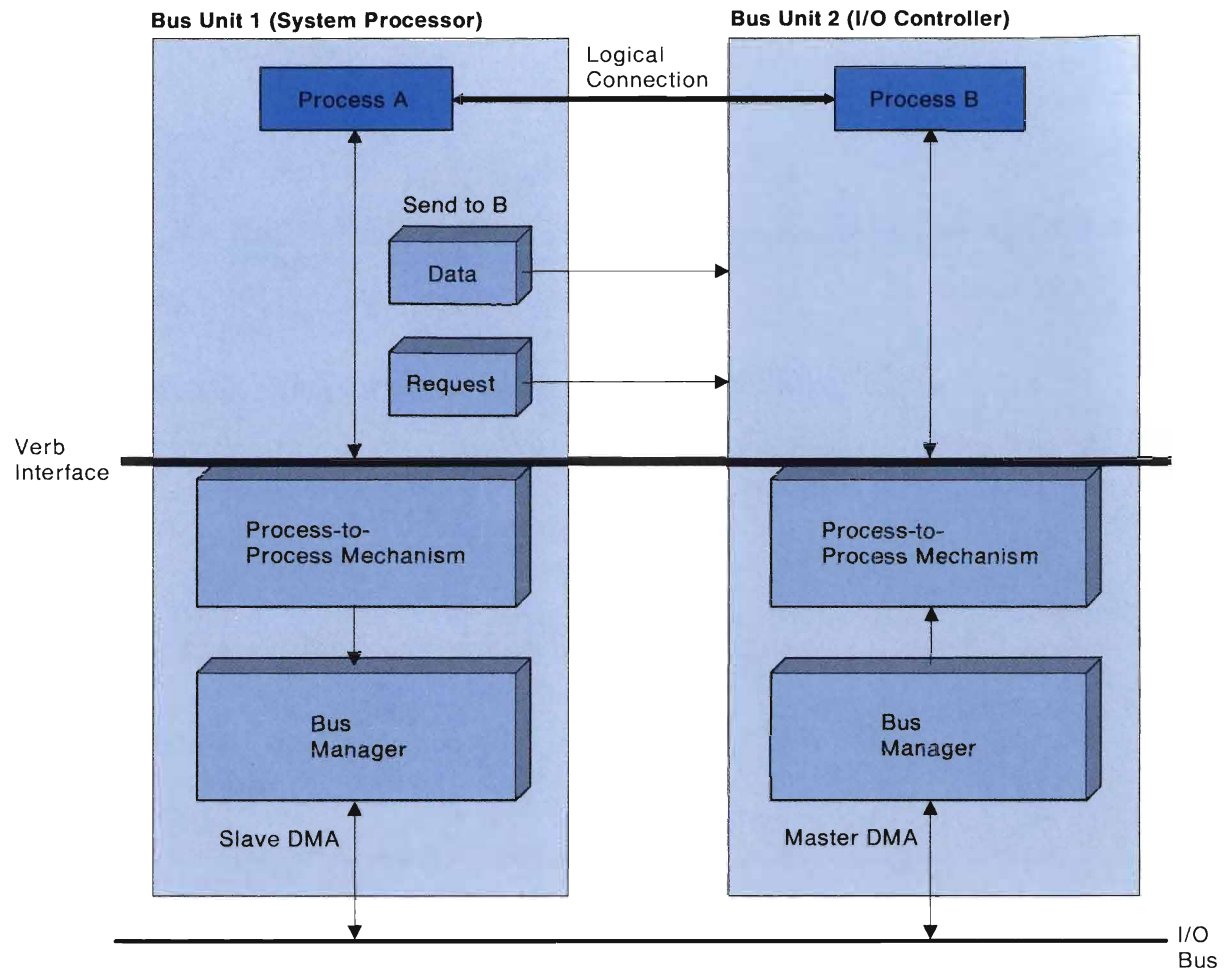 Bus Unit 1 (System Processor)
Bus Unit 2 (I/O Controller)
Logical
Connection
Process A
Process B
Send to B
Data
Request
Verb
Interface
Process-to-
Process Mechanism
Process-to-
Process Mechanism
Bus
Manager
Bus
Manager
Slave DMA
Master DMA
I/O
Bus